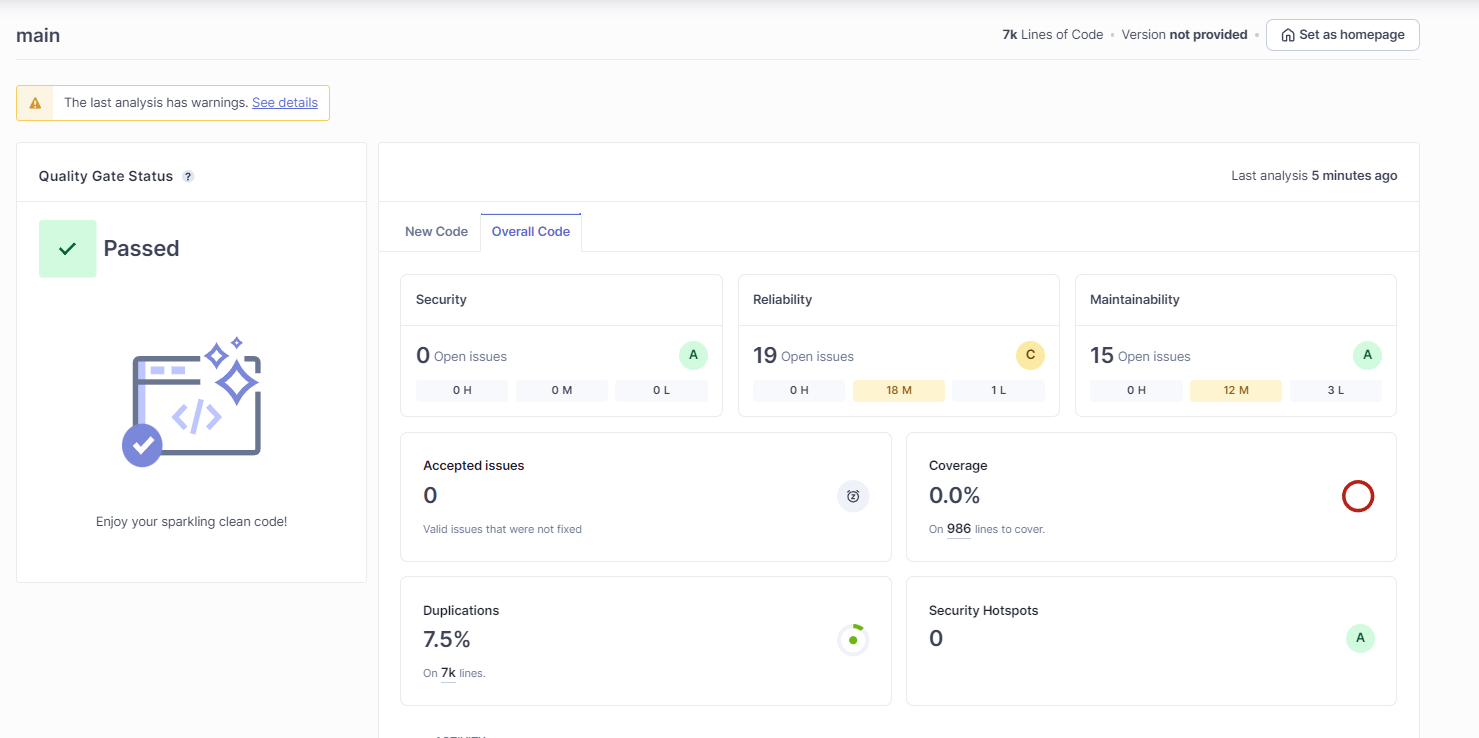 main
7k Lines of Code • Version not provided • Set as homepage
The last analysis has warnings. See details
Quality Gate Status ?
Passed
Enjoy your sparkling clean code!
Last analysis 5 minutes ago
New Code Overall Code
Security
0 Open issues A
0 H 0 M 0 L
Reliability
19 Open issues C
0 H 18 M 1 L
Maintainability
15 Open issues A
0 H 12 M 3 L
Accepted issues
0
Valid issues that were not fixed
Coverage
0.0%
On 986 lines to cover.
Duplications
7.5%
On 7k lines.
Security Hotspots
0 A